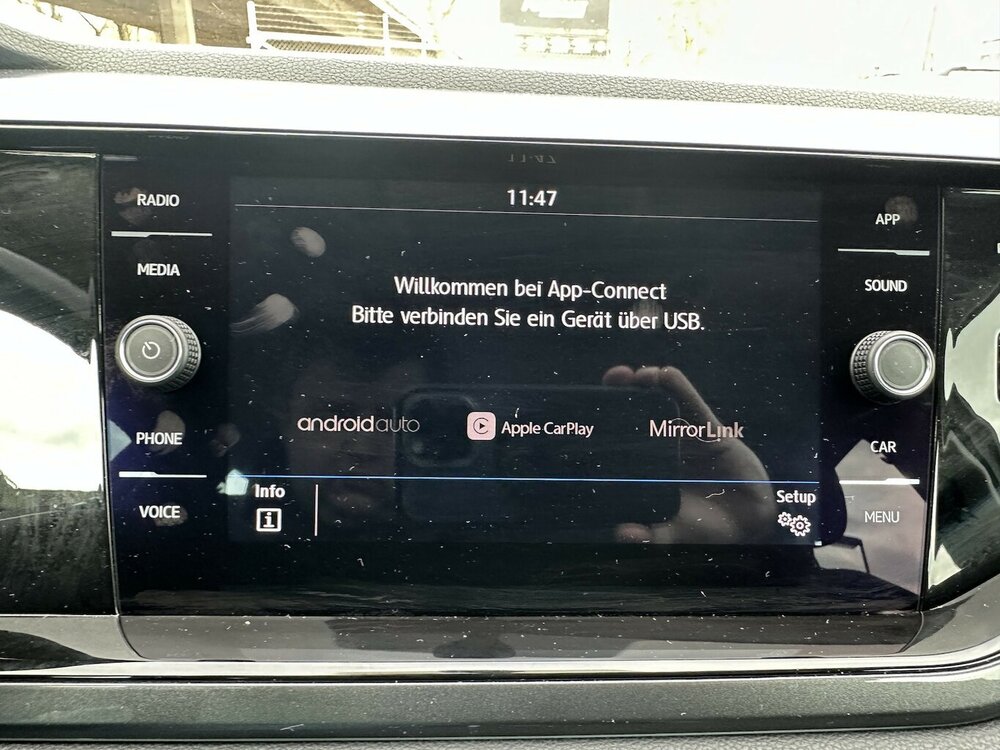 11:47
RADIO
MEDIA
PHONE
VOICE
Willkommen bei App-Connect
Bitte verbinden Sie ein Gerät über USB.
androidauto
Apple CarPlay
MirrorLink
Info
Setup
APP
SOUND
CAR
MENU